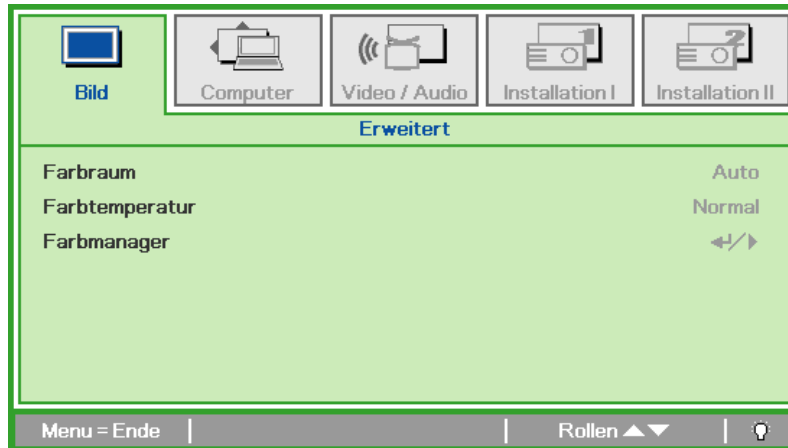 Bild
Computer
Video / Audio
Installation I
Installation II
Erweitert
Farbraum Auto
Farbtemperatur Normal
Farbmanager ↵/▶
Menu = Ende Rollen ▲▼